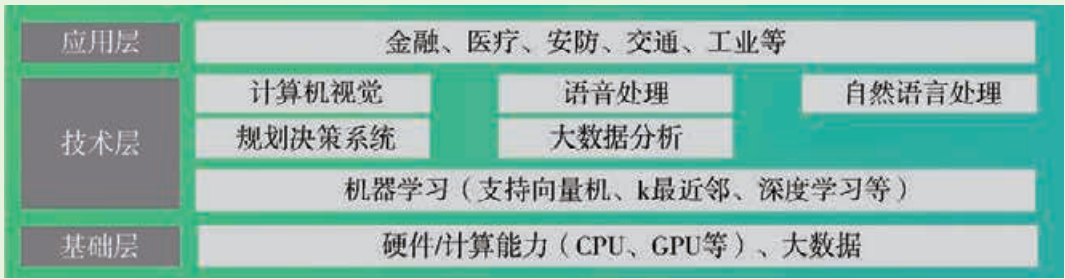 应用层
金融、医疗、安防、交通、工业等
技术层
计算机视觉
语音处理
自然语言处理
规划决策系统
大数据分析
机器学习（支持向量机、k最近邻、深度学习等）
基础层
硬件/计算能力（CPU、GPU等）、大数据